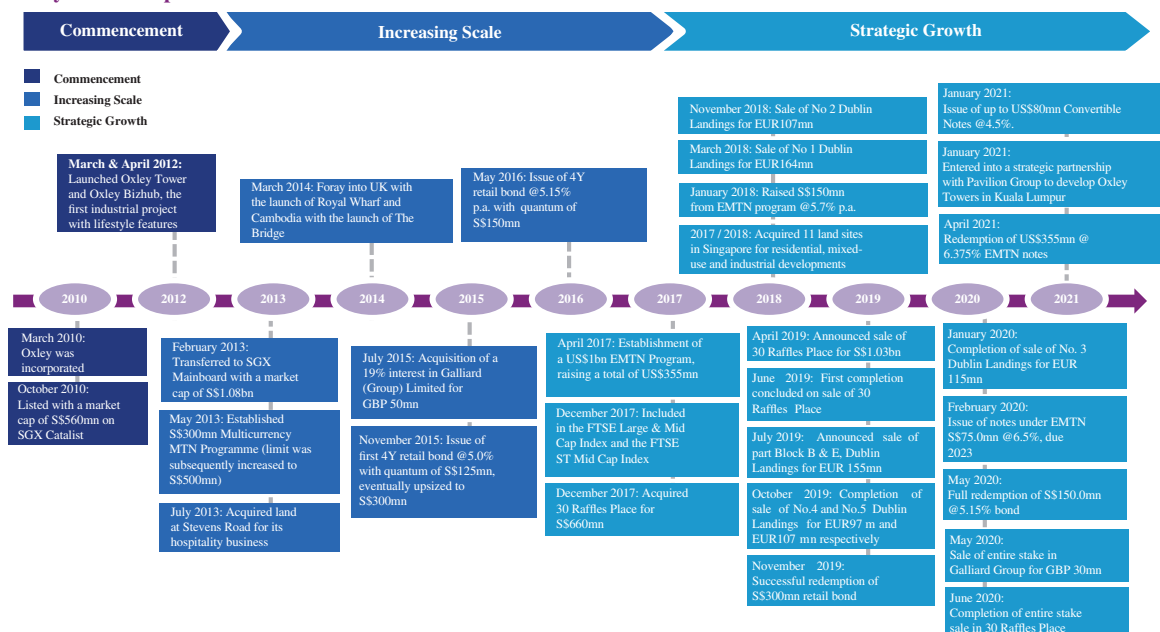 Commencement
Increasing Scale
Strategic Growth
Commencement
Increasing Scale
Strategic Growth
March & April 2012:
Launched Oxley Tower
and Oxley Bizhub, the
first industrial project
with lifestyle features
March 2014: Foray into UK with
the launch of Royal Wharf and
Cambodia with the launch of The
Bridge
May 2016: Issue of 4Y
retail bond @5.15%
p.a. with quantum of
S$150mn
November 2018: Sale of No 2 Dublin
Landings for EUR107mn
March 2018: Sale of No 1 Dublin
Landings for EUR164mn
January 2018: Raised S$150mn
from EMTN program @5.7% p.a.
2017 / 2018: Acquired 11 land sites
in Singapore for residential, mixed-
use and industrial developments
January 2021:
Issue of up to US$80mn Convertible
Notes @4.5%.
January 2021:
Entered into a strategic partnership
with Pavilion Group to develop Oxley
Towers in Kuala Lumpur
April 2021:
Redemption of US$355mn @
6.375% EMTN notes
2010
2012
2013
2014
2015
2016
2017
2018
2019
2020
2021
March 2010:
Oxley was
incorporated
October 2010:
Listed with a market
cap of S$560mn on
SGX Catalist
February 2013:
Transferred to SGX
Mainboard with a market
cap of S$1.08bn
May 2013: Established
S$300mn Multicurrency
MTN Programme (limit was
subsequently increased to
S$500mn)
July 2013: Acquired land
at Stevens Road for its
hospitality business
July 2015: Acquisition of a
19% interest in Galliard
(Group) Limited for
GBP 50mn
November 2015: Issue of
first 4Y retail bond @5.0%
with quantum of S$125mn,
eventually upsized to
S$300mn
April 2017: Establishment of
a US$1bn EMTN Program,
raising a total of US$355mn
December 2017: Included
in the FTSE Large & Mid
Cap Index and the FTSE
ST Mid Cap Index
December 2017: Acquired
30 Raffles Place for
S$660mn
April 2019: Announced sale of
30 Raffles Place for S$1.03bn
June 2019: First completion
concluded on sale of 30
Raffles Place
July 2019: Announced sale of
part Block B & E, Dublin
Landings for EUR 155mn
October 2019: Completion of
sale of No.4 and No.5 Dublin
Landings for EUR97 m and
EUR107 mn respectively
November 2019:
Successful redemption of
S$300mn retail bond
January 2020:
Completion of sale of No. 3
Dublin Landings for EUR
115mn
Frebruary 2020:
Issue of notes under EMTN
S$75.0mn @6.5%, due
2023
May 2020:
Full redemption of S$150.0mn
@5.15% bond
May 2020:
Sale of entire stake in
Galliard Group for GBP 30mn
June 2020:
Completion of entire stake
sale in 30 Raffles Place